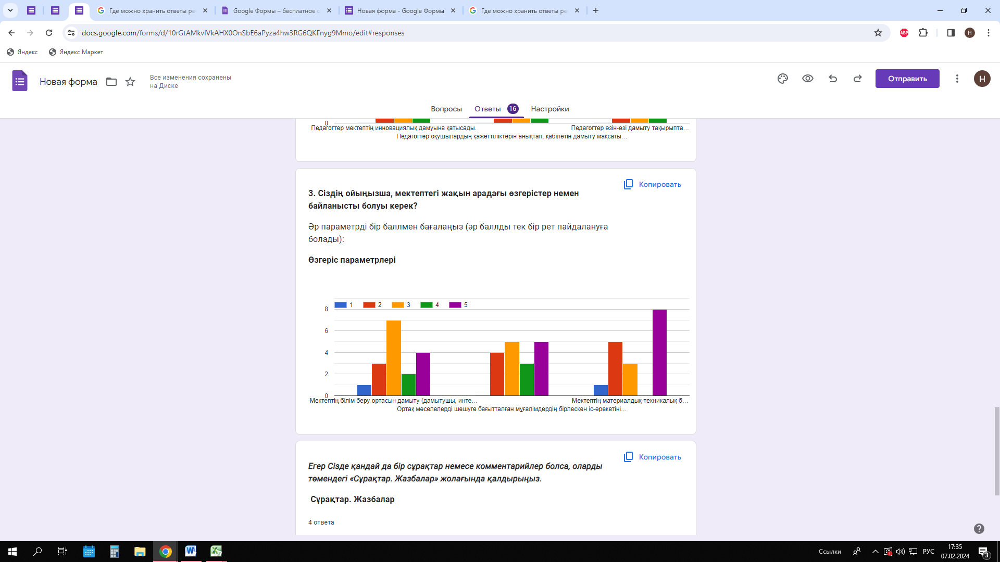 Где можно хранить ответы ре
Google Формы – бесплатное с
Новая форма - Google Формы
Где можно хранить ответы ре
docs.google.com/forms/d/10rGtAMkvlVkAHX0OnSbE6aPyza4hw3RG6QKFnyg9Mmo/edit#responses
ABP
Н
Яндекс
Яндекс Маркет
Новая форма
Все изменения сохранены
на Диске
Отправить
Н
Вопросы
Ответы 16
Настройки
0
Педагогтер мектептің инновациялық дамуына қатысады.
Педагогтер өзін-өзі дамыту тақырыпта…
Педагогтер оқушылардың қажеттіліктерін анықтап, қабілетін дамыту мақсаты…
Копировать
3. Сіздің ойыңызша, мектептегі жақын арадағы өзгерістер немен
байланысты болуы керек?
Әр параметрді бір баллмен бағалаңыз (әр баллды тек бір рет пайдалануға
болады):
Өзгеріс параметрлері
1 2 3 4 5
8
6
4
2
0
Мектептің білім беру ортасын дамыту (дамытушы, инте…
Мектептің материалдық-техникалық б…
Ортақ мәселелерді шешуге бағытталған мұғалімдердің бірлескен іс-әрекетіні…
Копировать
Егер Сізде қандай да бір сұрақтар немесе комментарийлер болса, оларды
төмендегі «Сұрақтар. Жазбалар» жолағында қалдырыңыз.
Сұрақтар. Жазбалар
4 ответа
Ссылки
РУС
17:35
07.02.2024
3